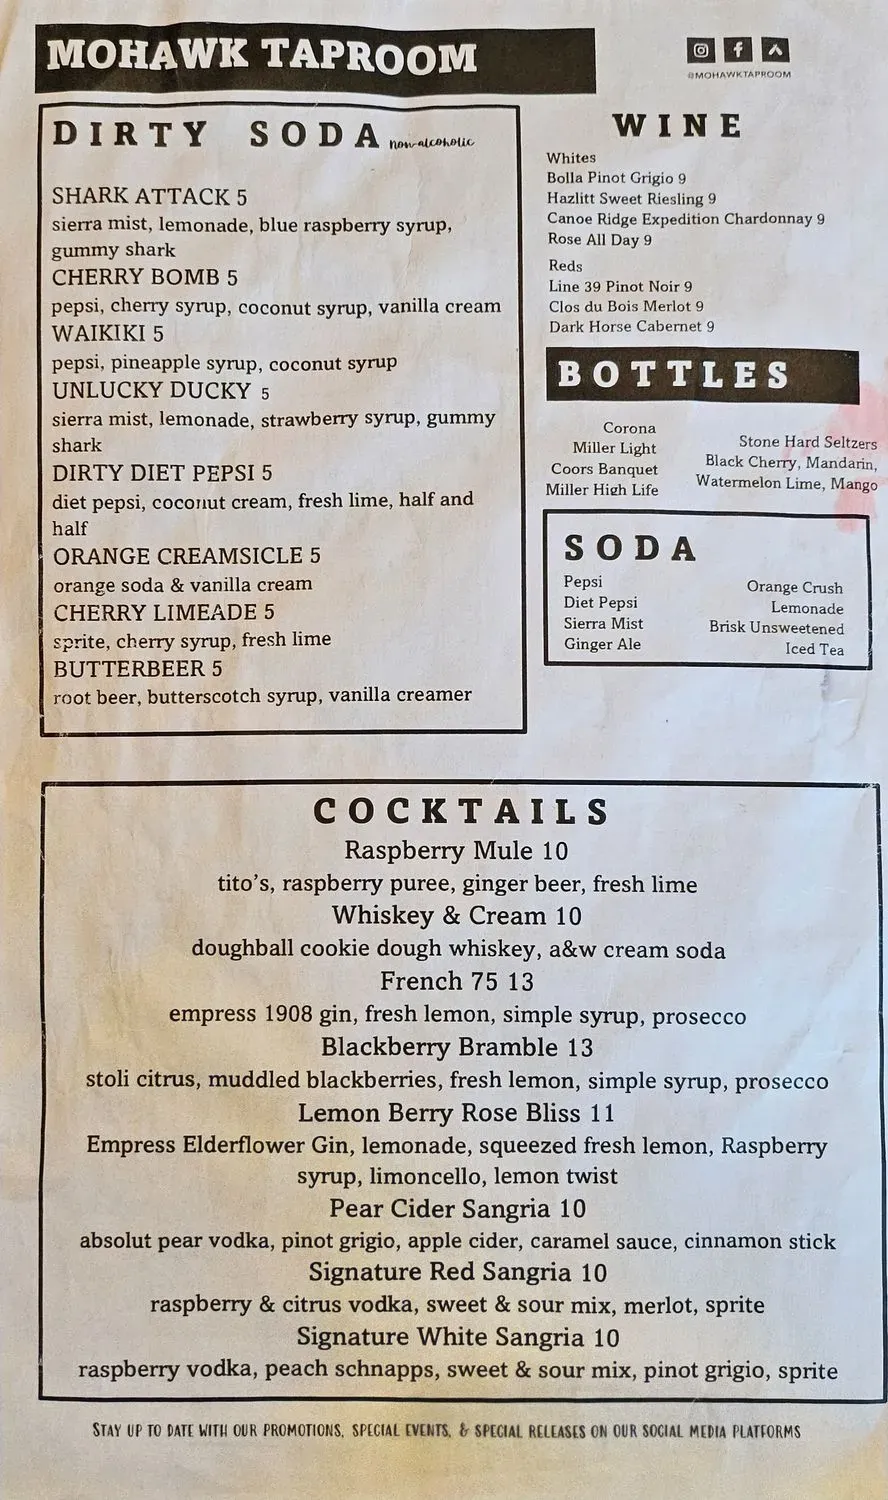 MOHAWK TAPROOM
@MOHAWKTAPROOM
DIRTY SODA non-alcoholic
SHARK ATTACK 5
sierra mist, lemonade, blue raspberry syrup,
gummy shark
CHERRY BOMB 5
pepsi, cherry syrup, coconut syrup, vanilla cream
WAIKIKI 5
pepsi, pineapple syrup, coconut syrup
UNLUCKY DUCKY 5
sierra mist, lemonade, strawberry syrup, gummy
shark
DIRTY DIET PEPSI 5
diet pepsi, coconut cream, fresh lime, half and
half
ORANGE CREAMSICLE 5
orange soda & vanilla cream
CHERRY LIMEADE 5
sprite, cherry syrup, fresh lime
BUTTERBEER 5
root beer, butterscotch syrup, vanilla creamer
WINE
Whites
Bolla Pinot Grigio 9
Hazlitt Sweet Riesling 9
Canoe Ridge Expedition Chardonnay 9
Rose All Day 9
Reds
Line 39 Pinot Noir 9
Clos du Bois Merlot 9
Dark Horse Cabernet 9
BOTTLES
Corona
Miller Light
Coors Banquet
Miller High Life
Stone Hard Seltzers
Black Cherry, Mandarin,
Watermelon Lime, Mango
SODA
Pepsi
Diet Pepsi
Sierra Mist
Ginger Ale
Orange Crush
Lemonade
Brisk Unsweetened
Iced Tea
COCKTAILS
Raspberry Mule 10
tito's, raspberry puree, ginger beer, fresh lime
Whiskey & Cream 10
doughball cookie dough whiskey, a&w cream soda
French 75 13
empress 1908 gin, fresh lemon, simple syrup, prosecco
Blackberry Bramble 13
stoli citrus, muddled blackberries, fresh lemon, simple syrup, prosecco
Lemon Berry Rose Bliss 11
Empress Elderflower Gin, lemonade, squeezed fresh lemon, Raspberry
syrup, limoncello, lemon twist
Pear Cider Sangria 10
absolut pear vodka, pinot grigio, apple cider, caramel sauce, cinnamon stick
Signature Red Sangria 10
raspberry & citrus vodka, sweet & sour mix, merlot, sprite
Signature White Sangria 10
raspberry vodka, peach schnapps, sweet & sour mix, pinot grigio, sprite
STAY UP TO DATE WITH OUR PROMOTIONS, SPECIAL EVENTS, & SPECIAL RELEASES ON OUR SOCIAL MEDIA PLATFORMS